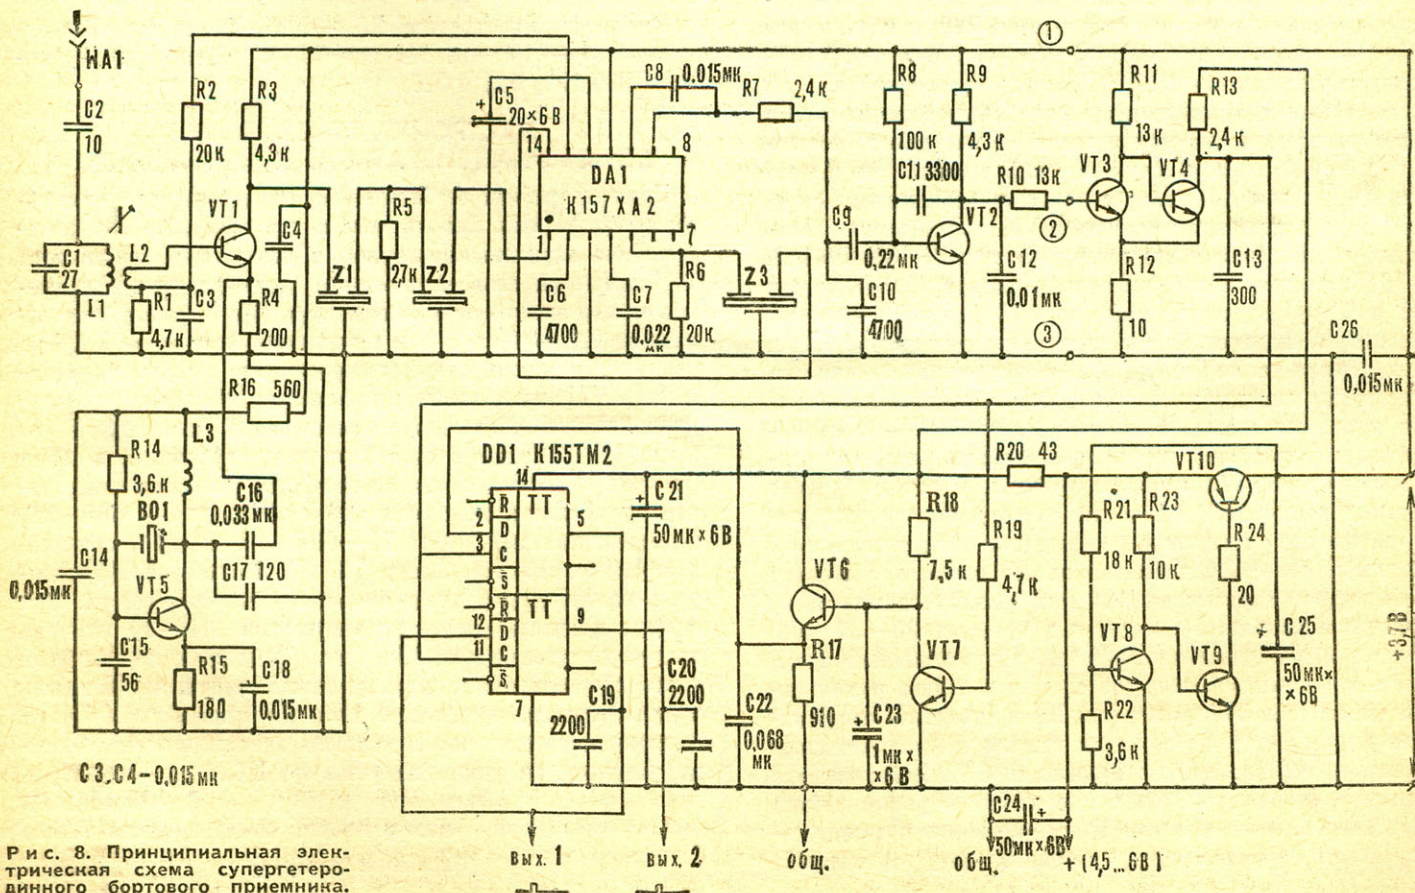 WA1
C2
10
C1
27
L1
L2
R1
4,7к
R2
20к
R3
4,3к
VT1
C3
R4
200
C4
Z1
R5
2,7к
Z2
C5
+
20×6В
14
8
DA1
К157ХА2
1
7
C6
4700
C7
0,022
мк
R6
20к
Z3
C8
0,015мк
R7
2,4к
C9
0,22мк
C10
4700
R8
100к
R9
4,3к
C11
3300
VT2
R10
13к
1
2
3
C12
0,01мк
R11
13к
VT3
VT4
R13
2,4к
R12
10
C13
300
C26
0,015мк
R16
560
R14
3,6к
L3
BQ1
C14
0,015мк
C16
0,033мк
C17
120
VT5
C15
56
R15
180
C18
0,015мк
C3,C4-0,015мк
DD1 К155ТМ2
14
R
TT
2
D
5
3
C
S
R
TT
12
D
9
11
C
S
7
C19
2200
C20
2200
+
C21
50мк×6В
C22
0,068
мк
VT6
R17
910
R18
7,5к
+
C23
1мк×
×6В
VT7
R19
4,7к
R20
43
R21
18к
R23
10к
VT10
R24
20
VT8
R22
3,6к
VT9
+
C25
50мк×
×6В
+3,7В
C24
+
50мк×6В
Вых. 1
Вых. 2
Общ.
Общ.
+(4,5...6В)
Рис. 8. Принципиальная элек-
трическая схема супергетеро-
динного бортового приемника.